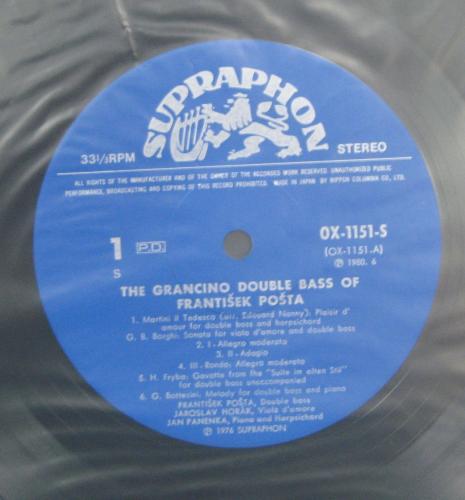 SUPRAPHON
33 1/3 RPM
STEREO
ALL RIGHTS OF THE MANUFACTURER AND OF THE OWNER OF THE RECORDED WORK RESERVED UNAUTHORIZED PUBLIC
PERFORMANCE, BROADCASTING AND COPYING OF THIS RECORD PROHIBITED. MADE IN JAPAN BY NIPPON COLUMBIA CO., LTD.
1
S
P.D.
OX-1151-S
(OX-1151-A)
℗ 1980. 6
THE GRANCINO DOUBLE BASS OF
FRANTIŠEK POŠTA
1. Martini il Tedesco (arr. Edouard Nanny): Plaisir d'
amour for double bass and harpsichord
G. B. Borghi: Sonata for viola d'amore and double bass
2. I - Allegro moderato
3. II - Adagio
4. III - Rondo: Allegro moderato
5. H. Fryba: Gavotte from the "Suite im alten Stil"
for double bass unaccompanied
6. G. Bottesini: Melody for double bass and piano
FRANTIŠEK POŠTA, Double bass
JAROSLAV HORÁK, Viola d'amore
JAN PANENKA, Piano and Harpsichord
℗ 1976 SUPRAPHON